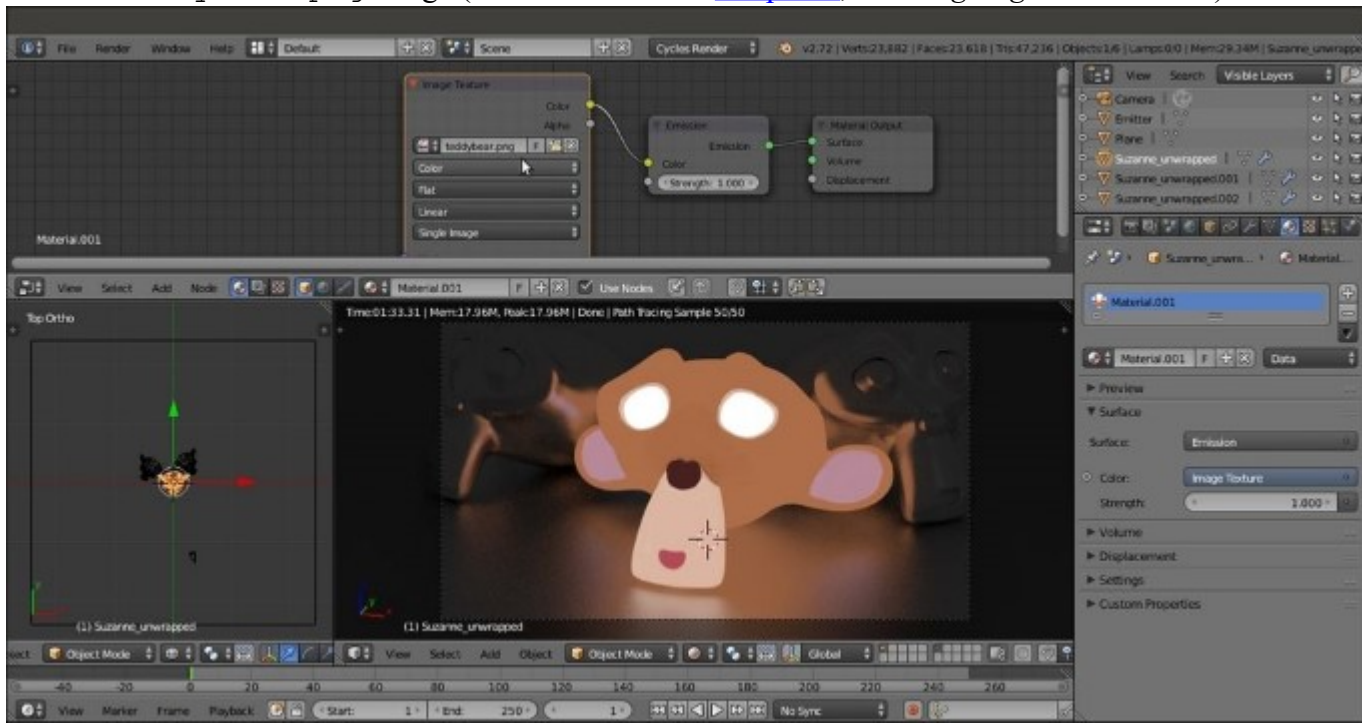 File Render Window Help Default Scene Cycles Render v2.72 | Verts:23,882 | Faces:23,618 | Tris:47,236 | Objects:1/6 | Lamps:0/0 | Mem:29.34M | Suzanne_unwrappe
View Search Visible Layers
Camera
Emitter
Plane
Suzanne_unwrapped
Suzanne_unwrapped.001
Suzanne_unwrapped.002
Image Texture
Color
Alpha
teddybear.png F
Color
Flat
Linear
Single Image
Emission
Emission
Color
Strength: 1.000
Material Output
Surface
Volume
Displacement
Material.001
View Select Add Node Material.001 F Use Nodes
Suzanne_unwra... Material....
Material.001
Material.001 F Data
Preview
Surface
Surface: Emission
Color: Image Texture
Strength: 1.000
Volume
Displacement
Settings
Custom Properties
Top Ortho
(1) Suzanne_unwrapped
Time:01:33.31 | Mem:17.96M, Peak:17.96M | Done | Path Tracing Sample 50/50
(1) Suzanne_unwrapped
ect Object Mode
View Select Add Object Object Mode Global
-40 -20 0 20 40 60 80 100 120 140 160 180 200 220 240 260
View Marker Frame Playback Start: 1 End: 250 1 No Sync